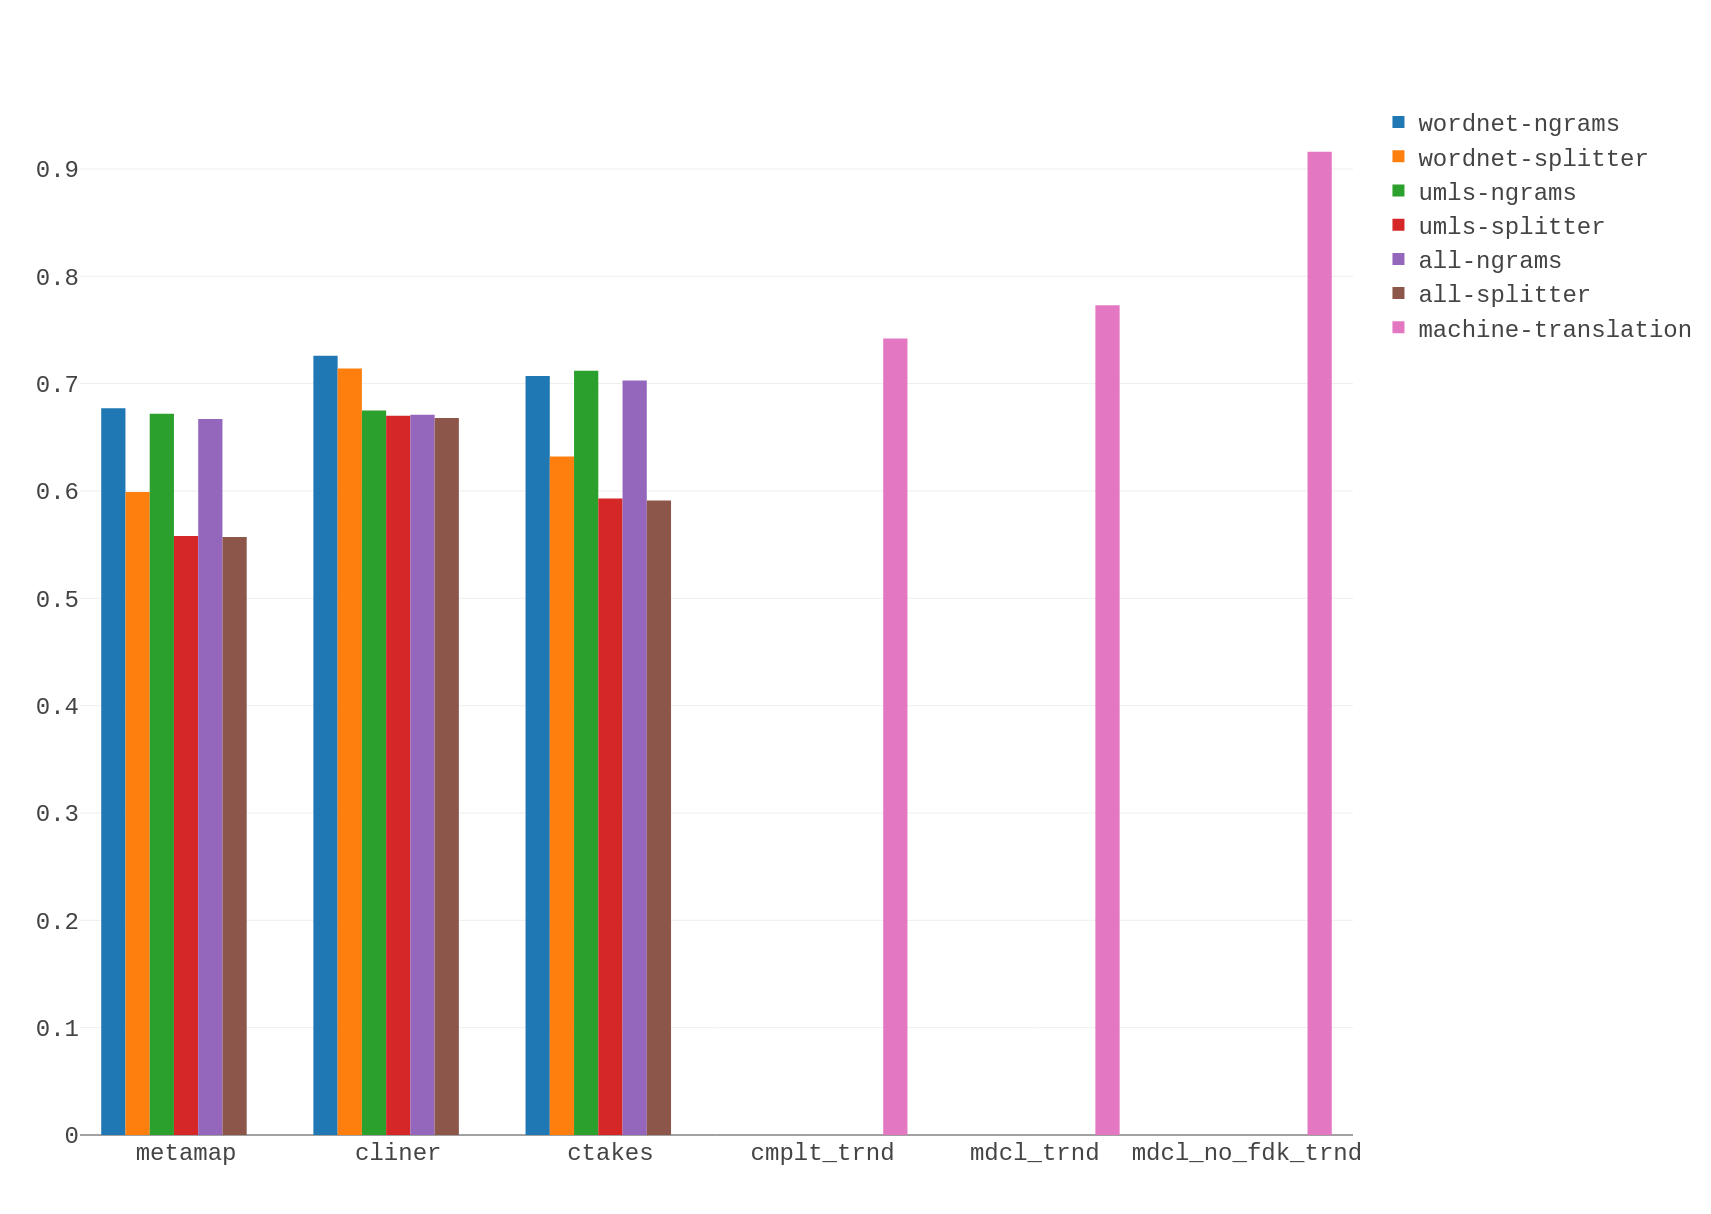 0.9
0.8
0.7
0.6
0.5
0.4
0.3
0.2
0.1
0
metamap
cliner
ctakes
cmplt_trnd
mdcl_trnd
mdcl_no_fdk_trnd
wordnet-ngrams
wordnet-splitter
umls-ngrams
umls-splitter
all-ngrams
all-splitter
machine-translation